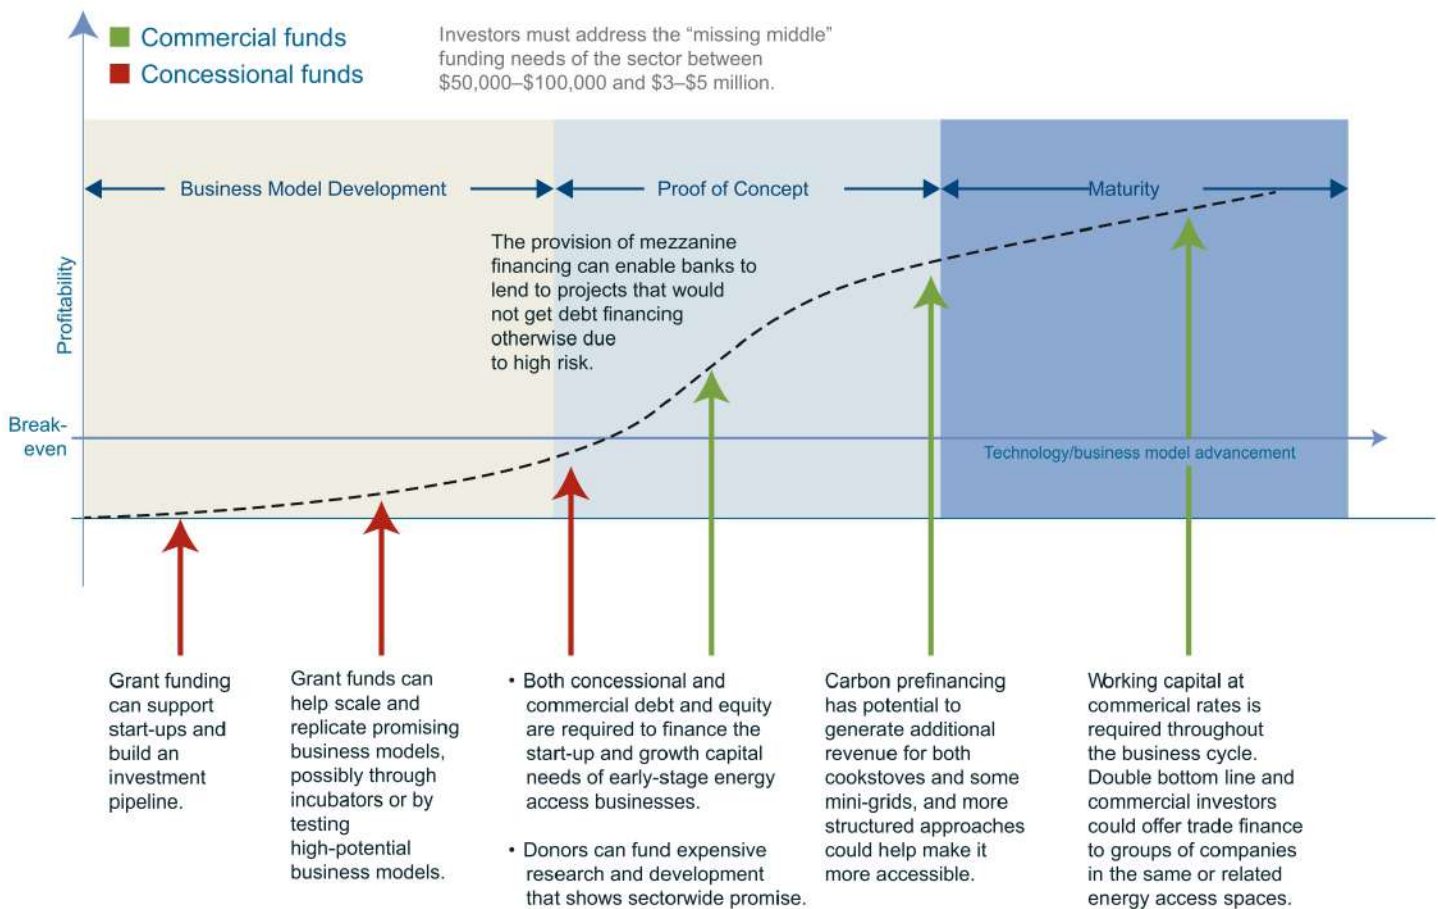 Commercial funds
Concessional funds
Investors must address the “missing middle”
funding needs of the sector between
$50,000–$100,000 and $3–$5 million.
Business Model Development
Proof of Concept
Maturity
The provision of mezzanine
financing can enable banks to
lend to projects that would
not get debt financing
otherwise due
to high risk.
Profitability
Break-
even
Technology/business model advancement
Grant funding
can support
start-ups and
build an
investment
pipeline.
Grant funds can
help scale and
replicate promising
business models,
possibly through
incubators or by
testing
high-potential
business models.
• Both concessional and
commercial debt and equity
are required to finance the
start-up and growth capital
needs of early-stage energy
access businesses.
• Donors can fund expensive
research and development
that shows sectorwide promise.
Carbon prefinancing
has potential to
generate additional
revenue for both
cookstoves and some
mini-grids, and more
structured approaches
could help make it
more accessible.
Working capital at
commerical rates is
required throughout
the business cycle.
Double bottom line and
commercial investors
could offer trade finance
to groups of companies
in the same or related
energy access spaces.